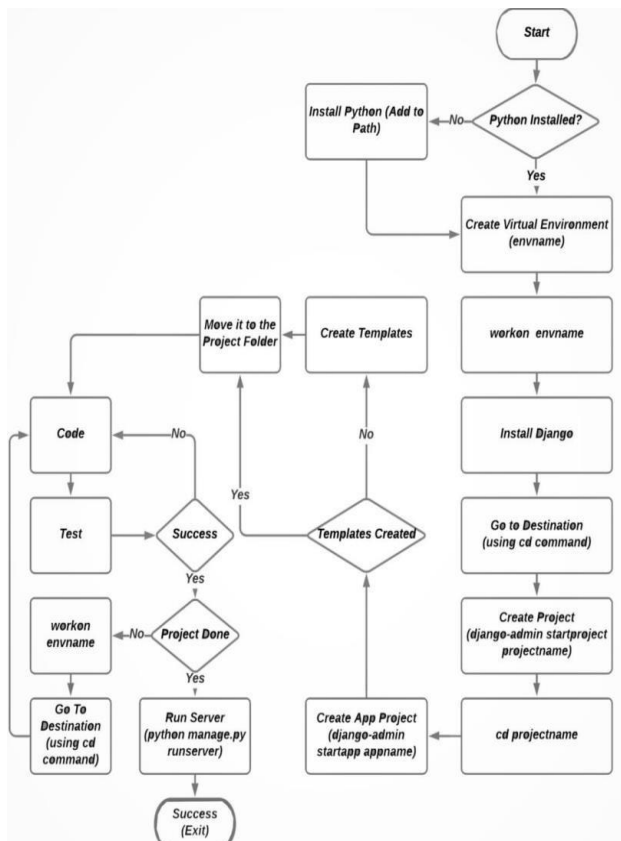 Start
Python Installed?
No
Install Python (Add to
Path)
Yes
Create Virtual Environment
(envname)
workon envname
Install Django
Go to Destination
(using cd command)
Create Project
(django-admin startproject
projectname)
cd projectname
Create App Project
(django-admin
startapp appname)
Templates Created
No
Yes
Create Templates
Move it to the
Project Folder
Code
Test
Success
No
Yes
Project Done
No
workon
envname
Go To
Destination
(using cd
command)
Yes
Run Server
(python manage.py
runserver)
Success
(Exit)